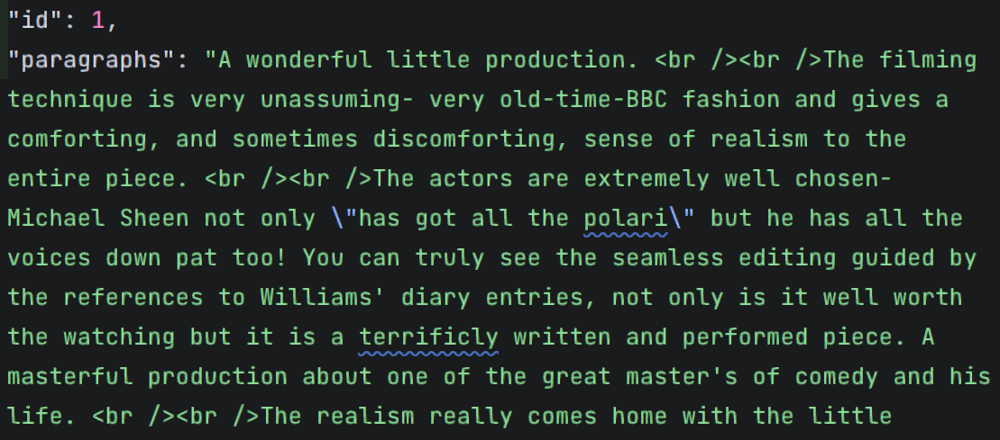 "id": 1,
"paragraphs": "A wonderful little production. <br /><br />The filming
technique is very unassuming- very old-time-BBC fashion and gives a
comforting, and sometimes discomforting, sense of realism to the
entire piece. <br /><br />The actors are extremely well chosen-
Michael Sheen not only \"has got all the polari\" but he has all the
voices down pat too! You can truly see the seamless editing guided by
the references to Williams' diary entries, not only is it well worth
the watching but it is a terrificly written and performed piece. A
masterful production about one of the great master's of comedy and his
life. <br /><br />The realism really comes home with the little